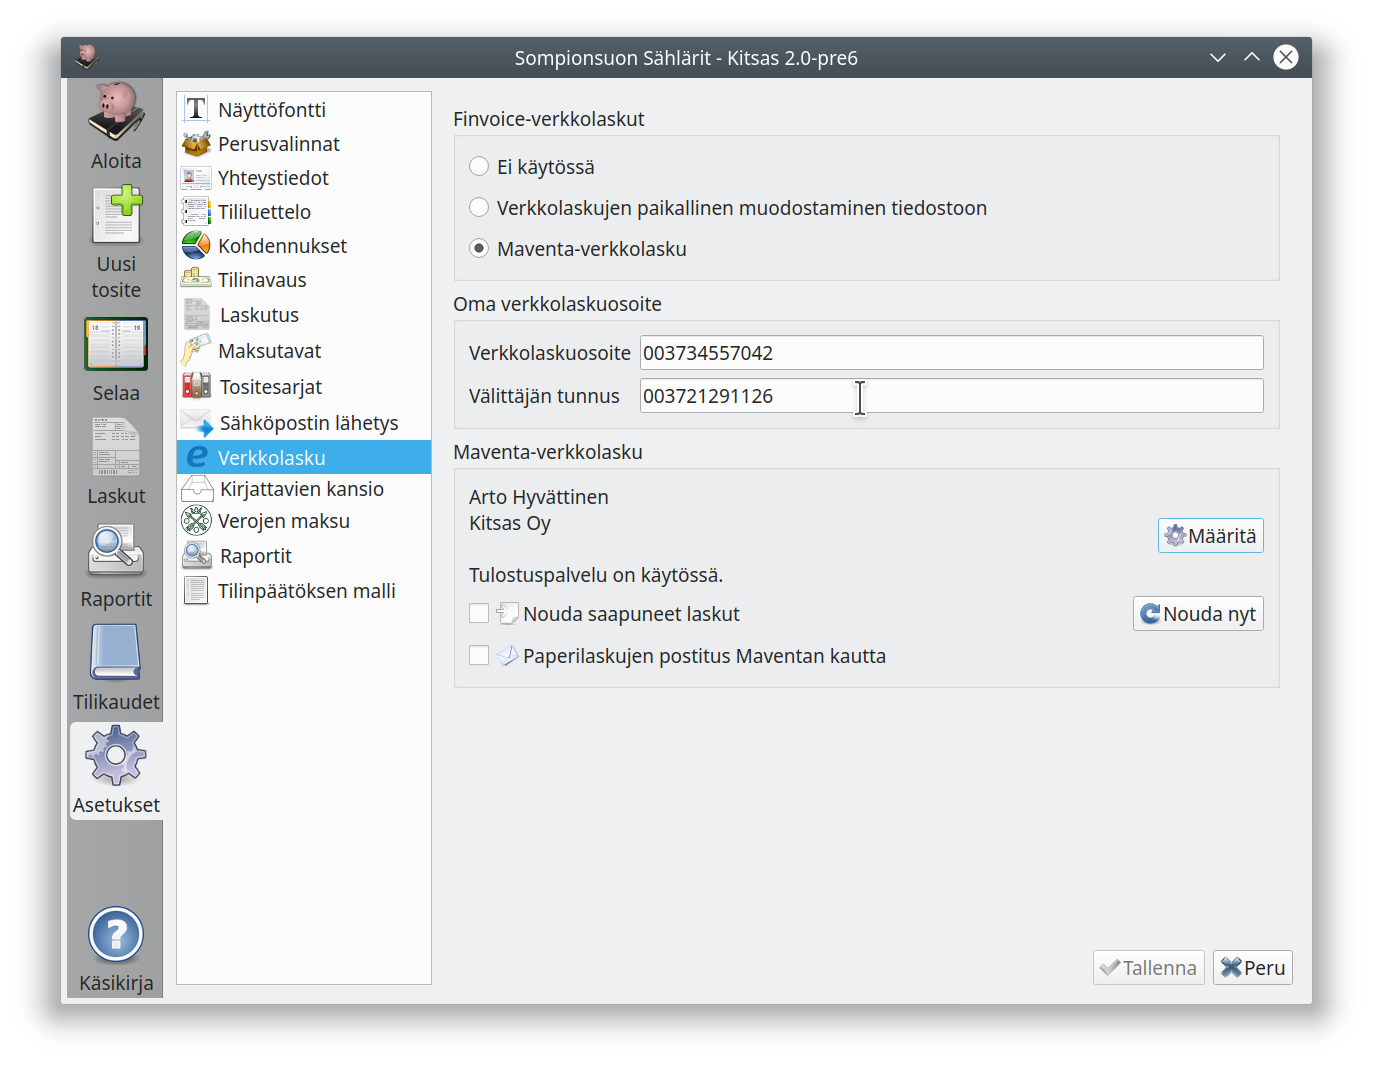 Sompionsuon Sählärit - Kitsas 2.0-pre6
Aloita
Uusi
tosite
Selaa
Laskut
Raportit
Tilikaudet
Asetukset
Käsikirja
Näyttöfontti
Perusvalinnat
Yhteystiedot
Tililuettelo
Kohdennukset
Tilinavaus
Laskutus
Maksutavat
Tositesarjat
Sähköpostin lähetys
Verkkolasku
Kirjattavien kansio
Verojen maksu
Raportit
Tilinpäätöksen malli
Finvoice-verkkolaskut
Ei käytössä
Verkkolaskujen paikallinen muodostaminen tiedostoon
Maventa-verkkolasku
Oma verkkolaskuosoite
Verkkolaskuosoite 003734557042
Välittäjän tunnus 003721291126
Maventa-verkkolasku
Arto Hyvättinen
Kitsas Oy
Määritä
Tulostuspalvelu on käytössä.
Nouda saapuneet laskut
Nouda nyt
Paperilaskujen postitus Maventan kautta
Tallenna
Peru